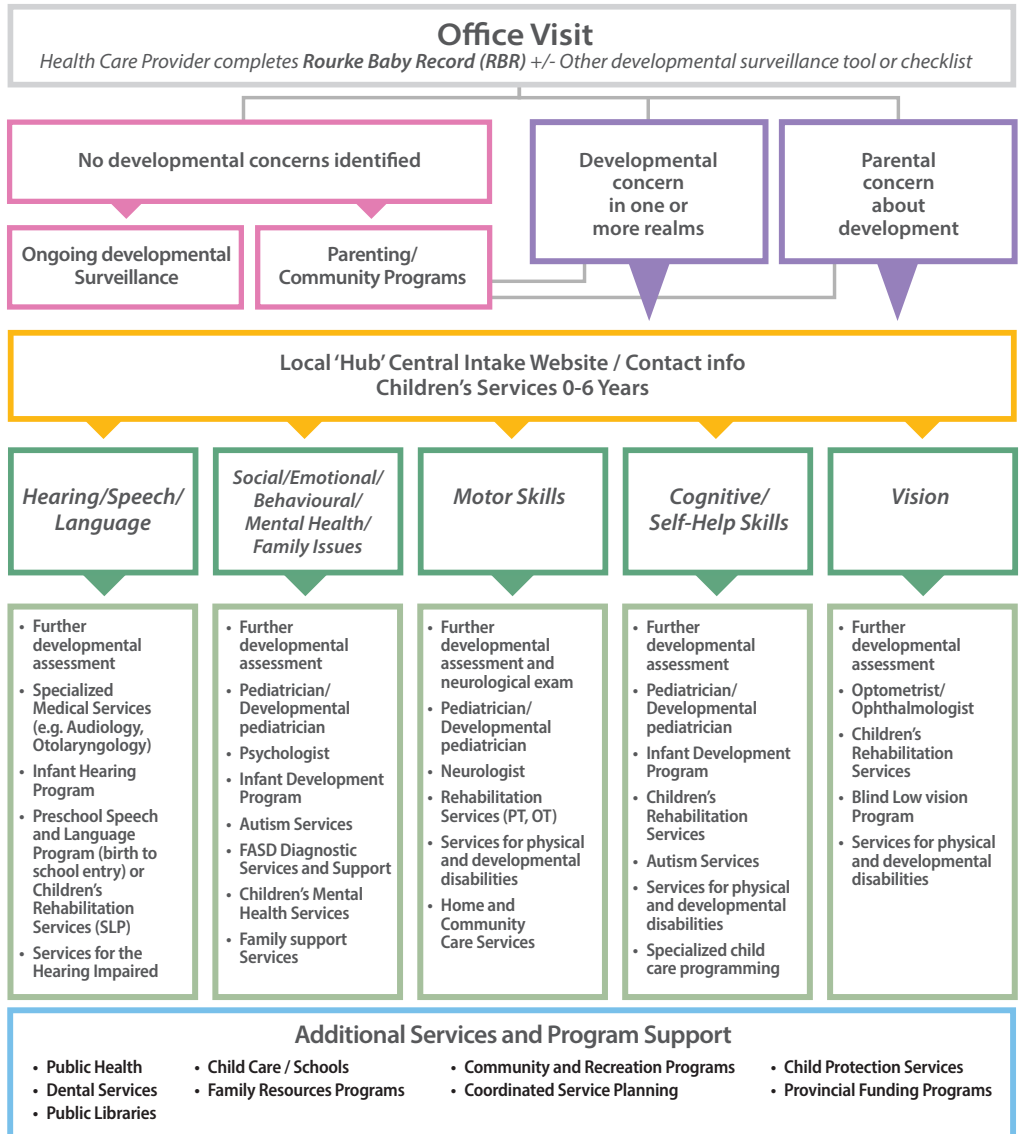 Office Visit
Health Care Provider completes Rourke Baby Record (RBR) +/- Other developmental surveillance tool or checklist
No developmental concerns identified
Developmental
concern
in one or
more realms
Parental
concern
about
development
Ongoing developmental
Surveillance
Parenting/
Community Programs
Local ‘Hub’ Central Intake Website / Contact info
Children’s Services 0-6 Years
Hearing/Speech/
Language
Social/Emotional/
Behavioural/
Mental Health/
Family Issues
Motor Skills
Cognitive/
Self-Help Skills
Vision
• Further
developmental
assessment
• Specialized
Medical Services
(e.g. Audiology,
Otolaryngology)
• Infant Hearing
Program
• Preschool Speech
and Language
Program (birth to
school entry) or
Children’s
Rehabilitation
Services (SLP)
• Services for the
Hearing Impaired
• Further
developmental
assessment
• Pediatrician/
Developmental
pediatrician
• Psychologist
• Infant Development
Program
• Autism Services
• FASD Diagnostic
Services and Support
• Children’s Mental
Health Services
• Family support
Services
• Further
developmental
assessment and
neurological exam
• Pediatrician/
Developmental
pediatrician
• Neurologist
• Rehabilitation
Services (PT, OT)
• Services for physical
and developmental
disabilities
• Home and
Community
Care Services
• Further
developmental
assessment
• Pediatrician/
Developmental
pediatrician
• Infant Development
Program
• Children’s
Rehabilitation
Services
• Autism Services
• Services for physical
and developmental
disabilities
• Specialized child
care programming
• Further
developmental
assessment
• Optometrist/
Ophthalmologist
• Children’s
Rehabilitation
Services
• Blind Low vision
Program
• Services for physical
and developmental
disabilities
Additional Services and Program Support
• Public Health
• Dental Services
• Public Libraries
• Child Care / Schools
• Family Resources Programs
• Community and Recreation Programs
• Coordinated Service Planning
• Child Protection Services
• Provincial Funding Programs